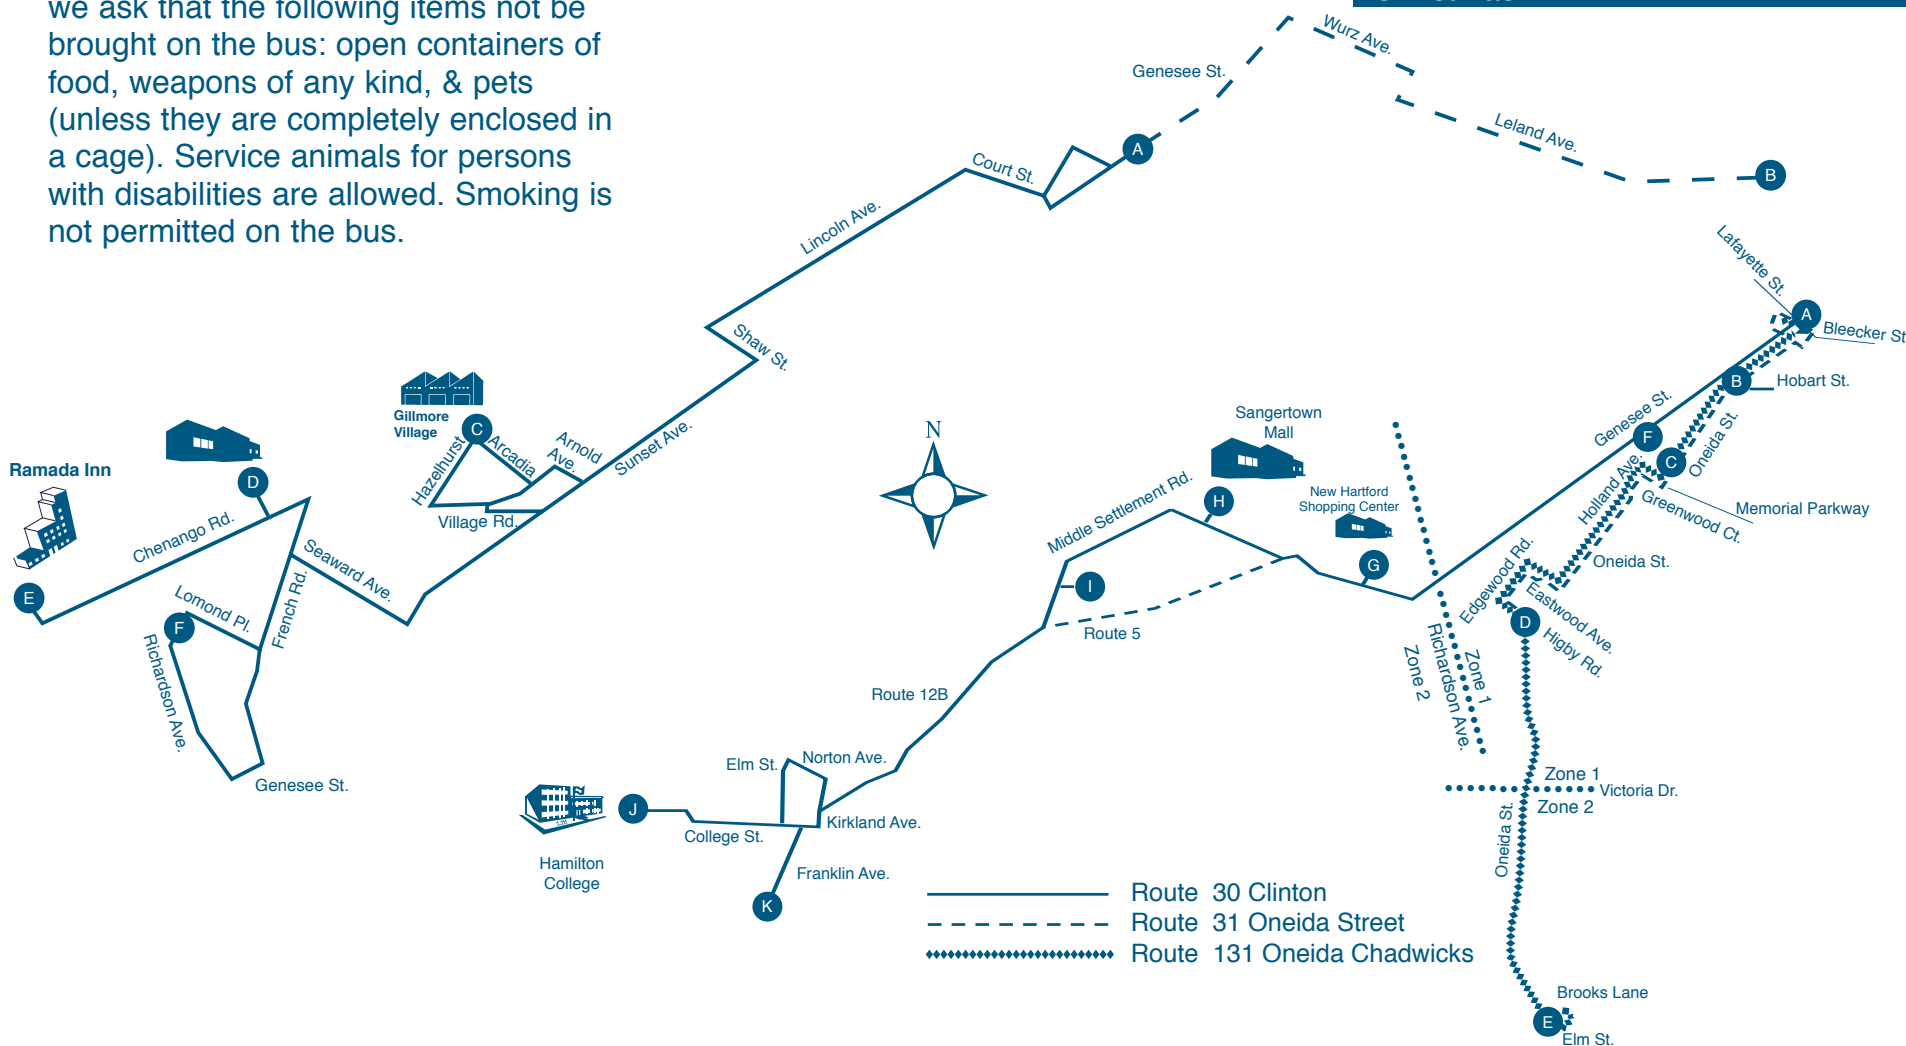 we ask that the following items not be
brought on the bus: open containers of
food, weapons of any kind, & pets
(unless they are completely enclosed in
a cage). Service animals for persons
with disabilities are allowed. Smoking is
not permitted on the bus.
Wurz Ave.
Genesee St.
A
Leland Ave.
B
Court St.
Lincoln Ave.
Shaw St.
Lafayette St.
A
Bleecker St
B
Hobart St.
Genesee St.
F
Oneida St.
C
Holland Ave.
Greenwood Ct.
Memorial Parkway
Oneida St.
Edgewood Rd.
Eastwood Ave.
D
Higby Rd.
Gillmore
Village
C
Hazelhurst
Arcadia
Arnold
Ave.
Sunset Ave.
Village Rd.
Ramada Inn
D
Chenango Rd.
E
Seaward Ave.
French Rd.
Lomond Pl.
F
Richardson Ave.
Genesee St.
N
Sangertown
Mall
H
Middle Settlement Rd.
New Hartford
Shopping Center
G
I
Route 5
Route 12B
Richardson Ave.
Zone 1
Zone 2
Elm St.
Norton Ave.
J
College St.
Kirkland Ave.
Hamilton
College
Franklin Ave.
K
Zone 1
Victoria Dr.
Zone 2
Oneida St.
Route 30 Clinton
Route 31 Oneida Street
Route 131 Oneida Chadwicks
Brooks Lane
E
Elm St.